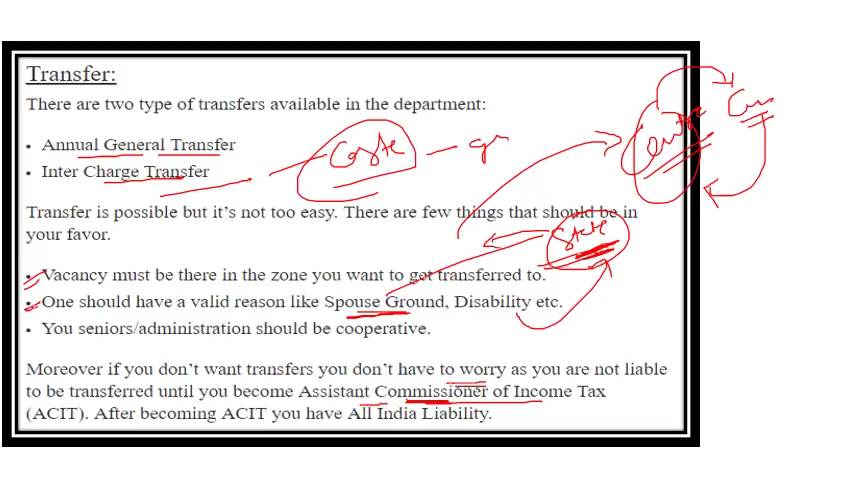 Transfer:
There are two type of transfers available in the department:
• Annual General Transfer
• Inter Charge Transfer
Transfer is possible but it's not too easy. There are few things that should be in
your favor.
• Vacancy must be there in the zone you want to get transferred to.
• One should have a valid reason like Spouse Ground, Disability etc.
• You seniors/administration should be cooperative.
Moreover if you don't want transfers you don't have to worry as you are not liable
to be transferred until you become Assistant Commissioner of Income Tax
(ACIT). After becoming ACIT you have All India Liability.
State